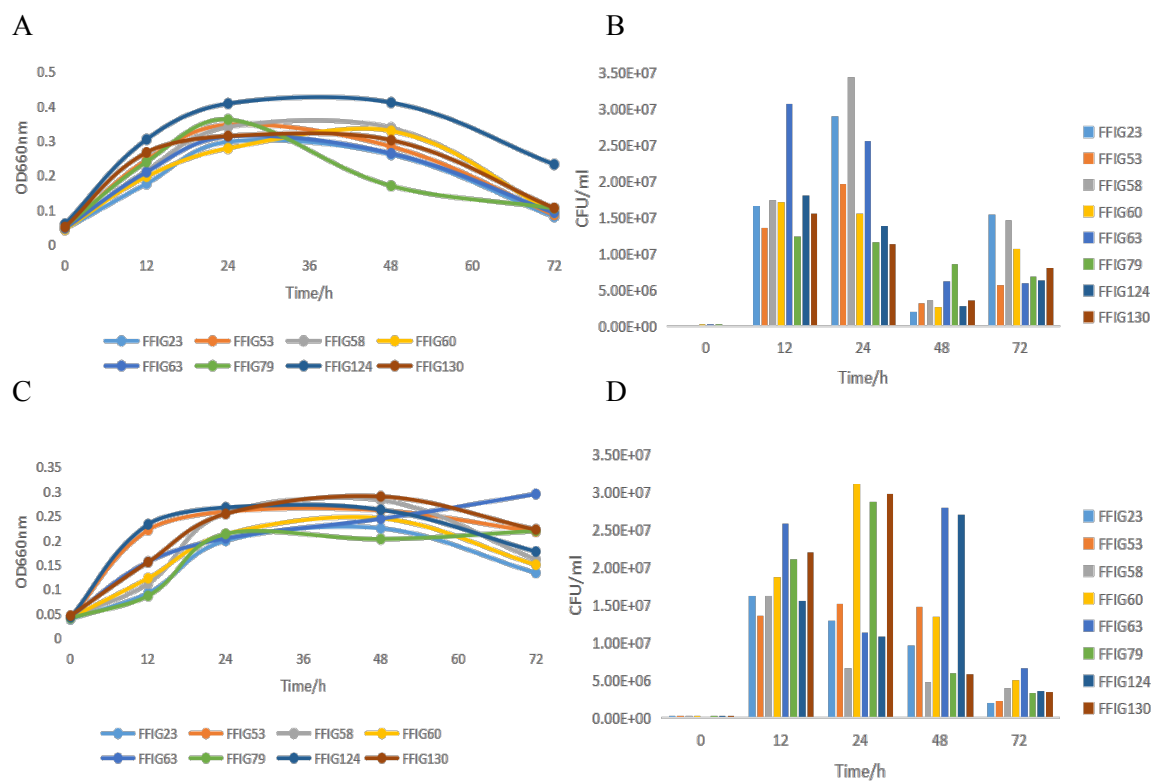 A
B
0.5
0.4
0.3
0.2
0.1
0
OD660nm
0 12 24 36 48 60 72
Time/h
FFIG23 FFIG53 FFIG58 FFIG60
FFIG63 FFIG79 FFIG124 FFIG130
3.50E+07
3.00E+07
2.50E+07
2.00E+07
1.50E+07
1.00E+07
5.00E+06
0.00E+00
CFU/ml
0 12 24 48 72
Time/h
FFIG23
FFIG53
FFIG58
FFIG60
FFIG63
FFIG79
FFIG124
FFIG130
C
D
0.35
0.3
0.25
0.2
0.15
0.1
0.05
0
OD660nm
0 12 24 36 48 60 72
Time/h
FFIG23 FFIG53 FFIG58 FFIG60
FFIG63 FFIG79 FFIG124 FFIG130
3.50E+07
3.00E+07
2.50E+07
2.00E+07
1.50E+07
1.00E+07
5.00E+06
0.00E+00
CFU/ml
0 12 24 48 72
Time/h
FFIG23
FFIG53
FFIG58
FFIG60
FFIG63
FFIG79
FFIG124
FFIG130